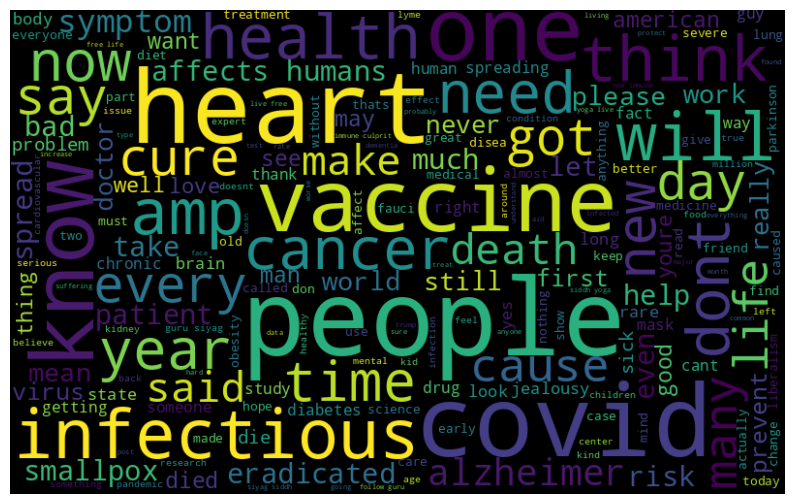 body
symptom
treatment
lyme
health
one
american
guy
living
everyone
free life
want
diet
think
severe
lung
protect
now
affects humans
human
spreading
need
please
work
found
say
part
issue
heart
live free
without
thats
effect
probably
condition
yoga live
fact
way
parkinson
bad
expert
may
never
great
disea
got
anything
will
give
true
problem
type
doctor
cure
test
rate
immune culprit
see
make
much
medical
dementia
almost
let
better
million
increase
cardiovascular
well
love
thank
vaccine
new
day
medicine
really
spread
must
amp
affect
fauci
around
understand
aid
infected
youre
food
everything
two
take
old
face
right
cancer
death
long
read
friend
caused
know
serious
chronic
brain
man
world
still
first
keep
dont
life
major
find
thing
suffering
every
called
don
treat
yes
siddh yoga
help
month
common
left
patient
kidney
guru siyag
people
data
use
trump
sure
feel
anyone
nothing
show
rare
mask
believe
year
obesity
healthy
time
infection
cause
sick
even
cant
good
mean
hard
mental
kid
many
prevent
liberalism
virus
state
back
said
study
drug
look
jealousy
children
getting
someone
hope
diabetes
science
covid
case
mind
actually
change
infectious
made
die
early
center
kind
smallpox
research
post
eradicated
care
alzheimer
risk
something
pandemic
died
siyag siddh
going
follow guru
age
today